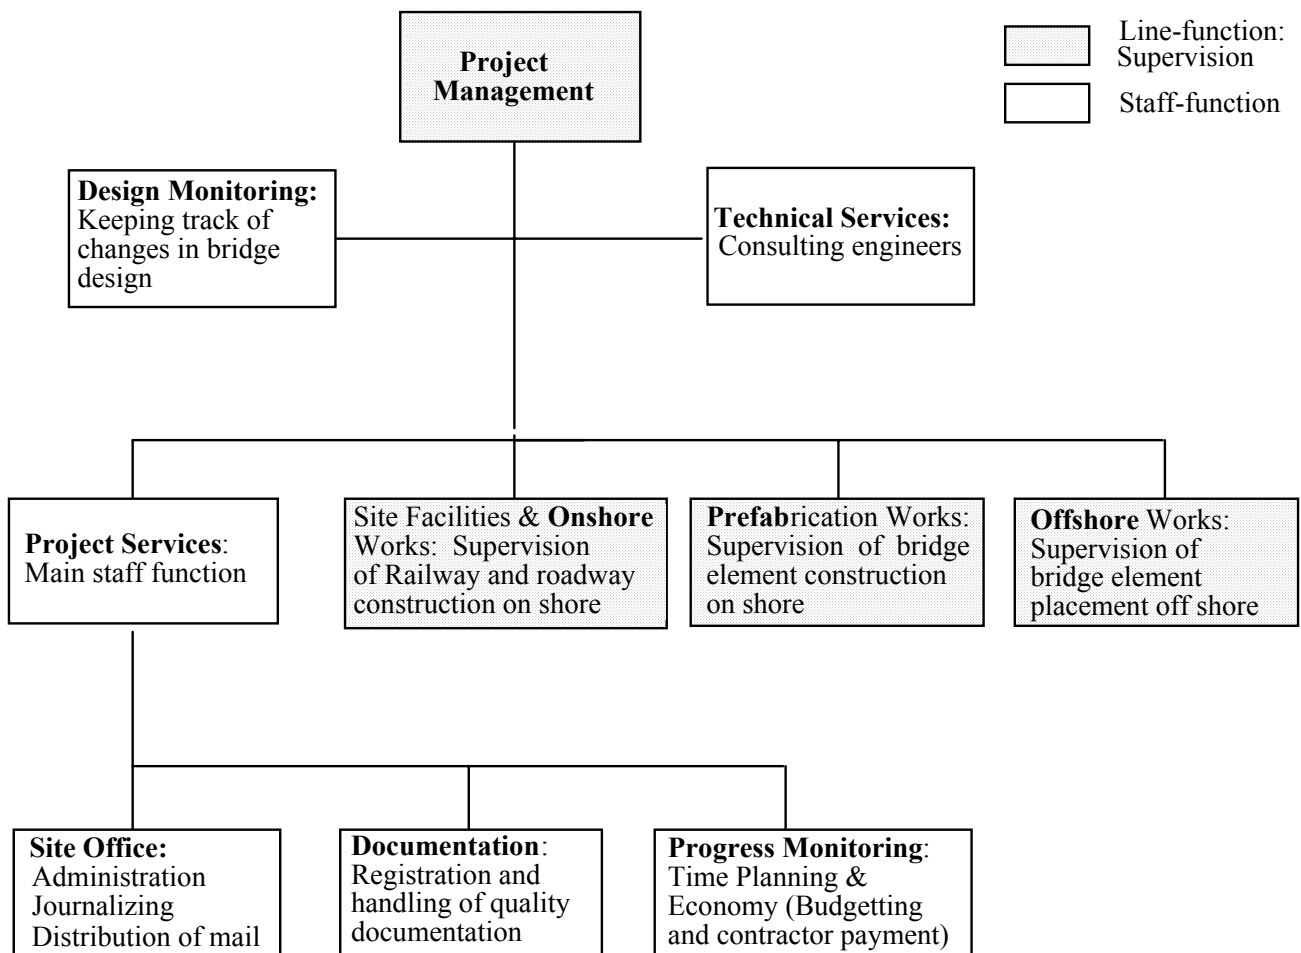 Project
Management
Line-function:
Supervision
Staff-function
Design Monitoring:
Keeping track of
changes in bridge
design
Technical Services:
Consulting engineers
Project Services:
Main staff function
Site Facilities & Onshore
Works: Supervision
of Railway and roadway
construction on shore
Prefabrication Works:
Supervision of bridge
element construction
on shore
Offshore Works:
Supervision of
bridge element
placement off shore
Site Office:
Administration
Journalizing
Distribution of mail
Documentation:
Registration and
handling of quality
documentation
Progress Monitoring:
Time Planning &
Economy (Budgetting
and contractor payment)